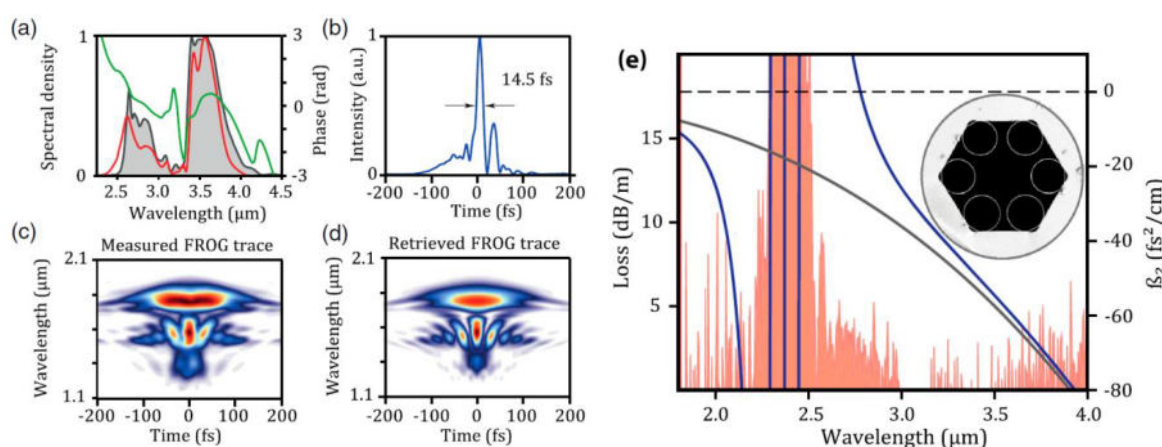 (a)
Spectral density
1
0
2.5 3.0 3.5 4.0 4.5
Wavelength (μm)
3
0
-3
Phase (rad)
(b)
Intensity (a.u.)
1
0
14.5 fs
-200 -100 0 100 200
Time (fs)
(c)
Measured FROG trace
Wavelength (μm)
2.1
1.1
-200 -100 0 100 200
Time (fs)
(d)
Retrieved FROG trace
Wavelength (μm)
2.1
1.1
-200 -100 0 100 200
Time (fs)
(e)
Loss (dB/m)
15
10
5
2.0 2.5 3.0 3.5 4.0
Wavelength (μm)
0
-20
-40
-60
-80
ß₂ (fs²/cm)